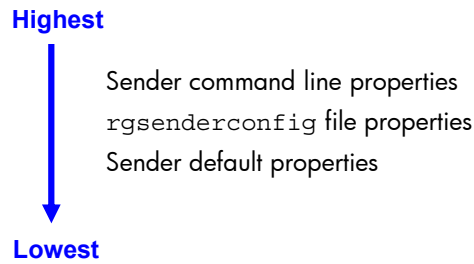 Highest
Sender command line properties
rgsenderconfig file properties
Sender default properties
Lowest